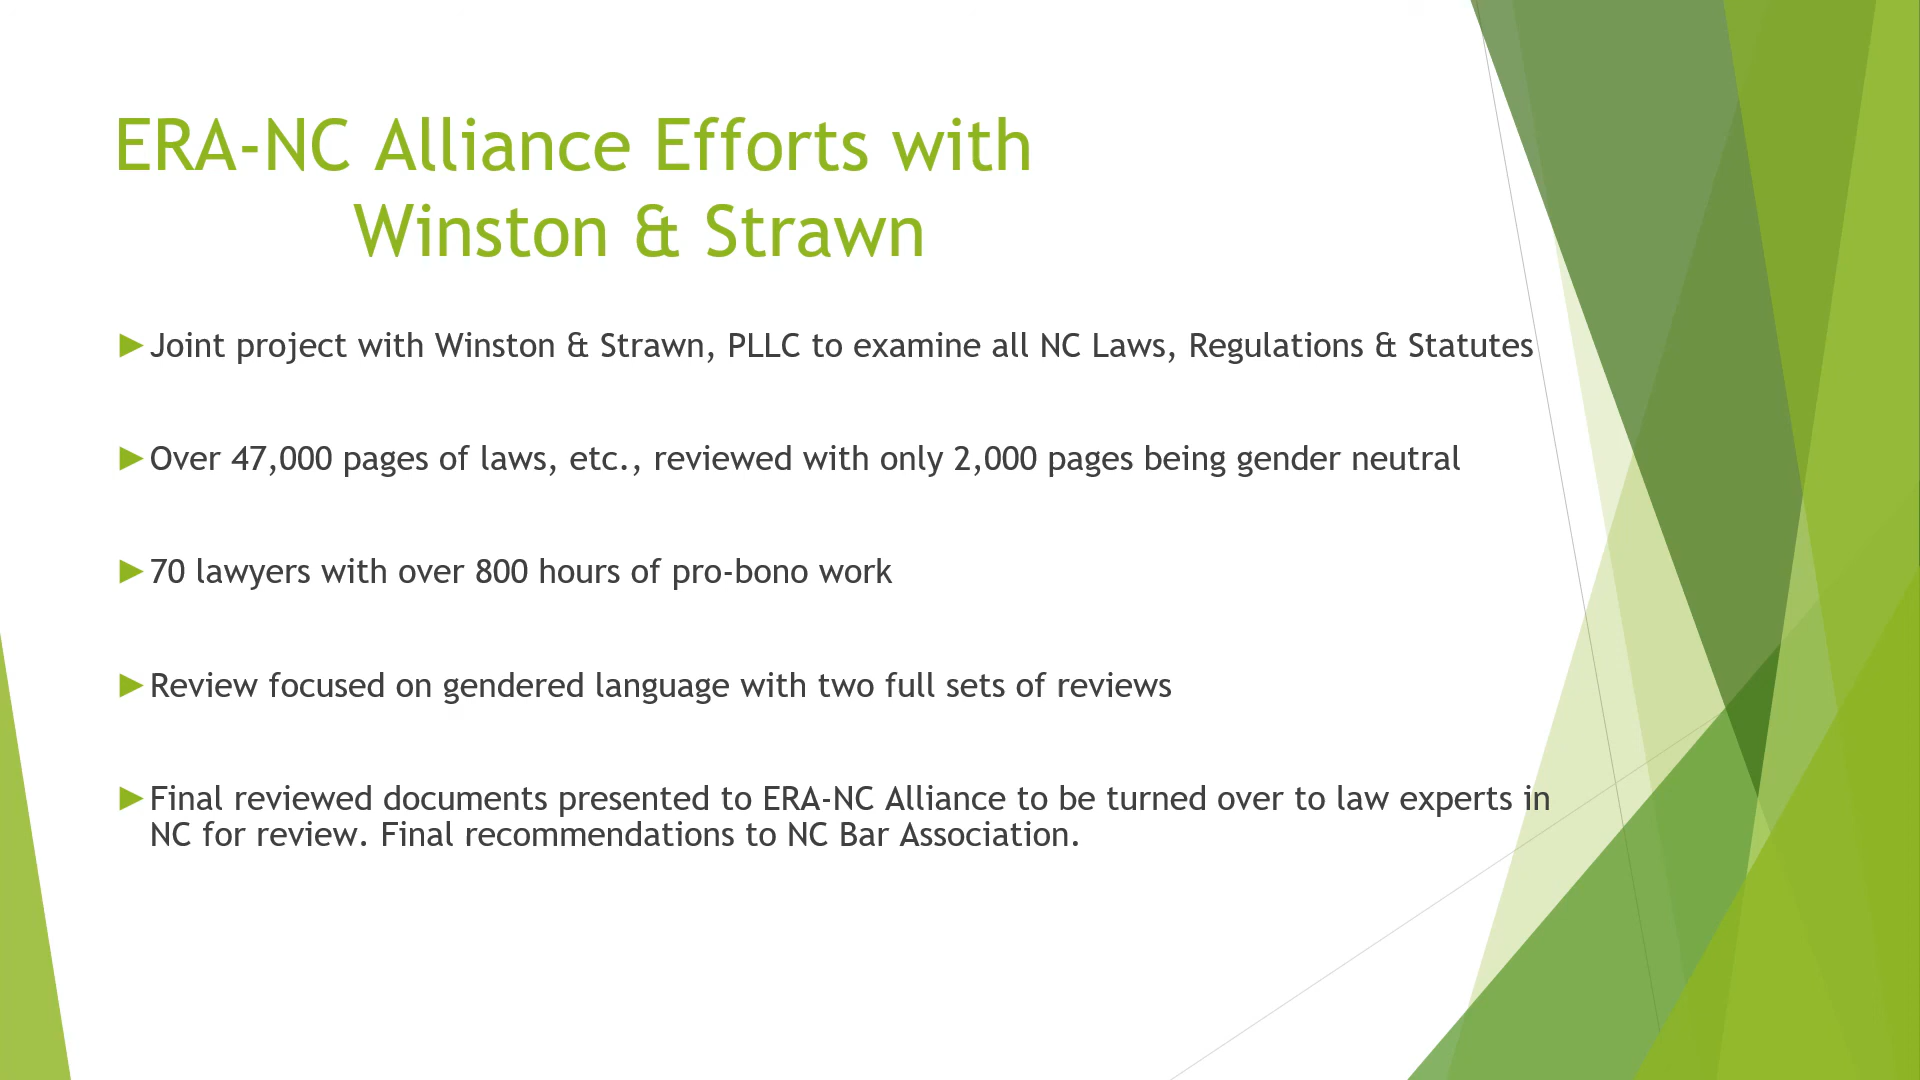 ERA-NC Alliance Efforts with
Winston & Strawn
►Joint project with Winston & Strawn, PLLC to examine all NC Laws, Regulations & Statutes
►Over 47,000 pages of laws, etc., reviewed with only 2,000 pages being gender neutral
►70 lawyers with over 800 hours of pro-bono work
►Review focused on gendered language with two full sets of reviews
►Final reviewed documents presented to ERA-NC Alliance to be turned over to law experts in
NC for review. Final recommendations to NC Bar Association.